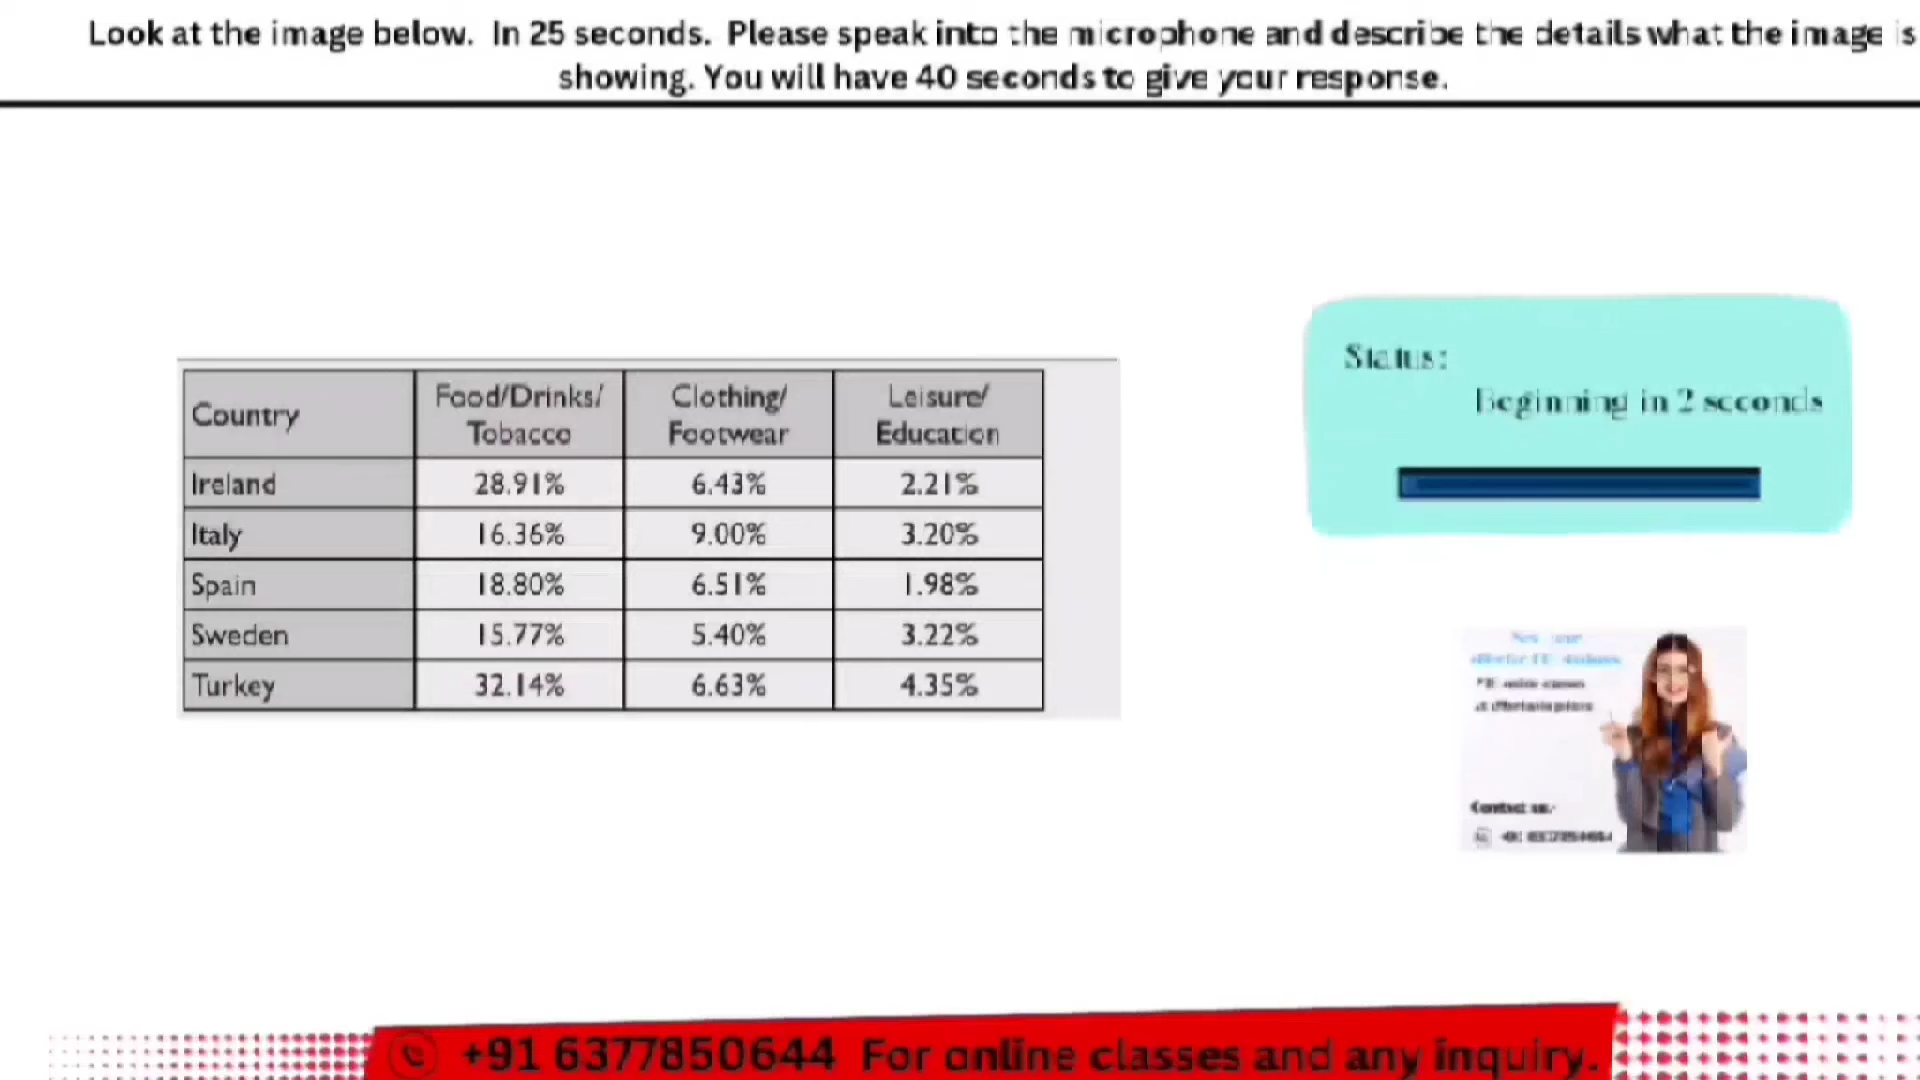 Look at the image below. In 25 seconds. Please speak into the microphone and describe the details what the image is
showing. You will have 40 seconds to give your response.
Country Food/Drinks/ Tobacco Clothing/ Footwear Leisure/ Education
Ireland 28.91% 6.43% 2.21%
Italy 16.36% 9.00% 3.20%
Spain 18.80% 6.51% 1.98%
Sweden 15.77% 5.40% 3.22%
Turkey 32.14% 6.63% 4.35%
Status:
Beginning in 2 seconds
Contact us:-
+91 6377850644 For online classes and any inquiry.